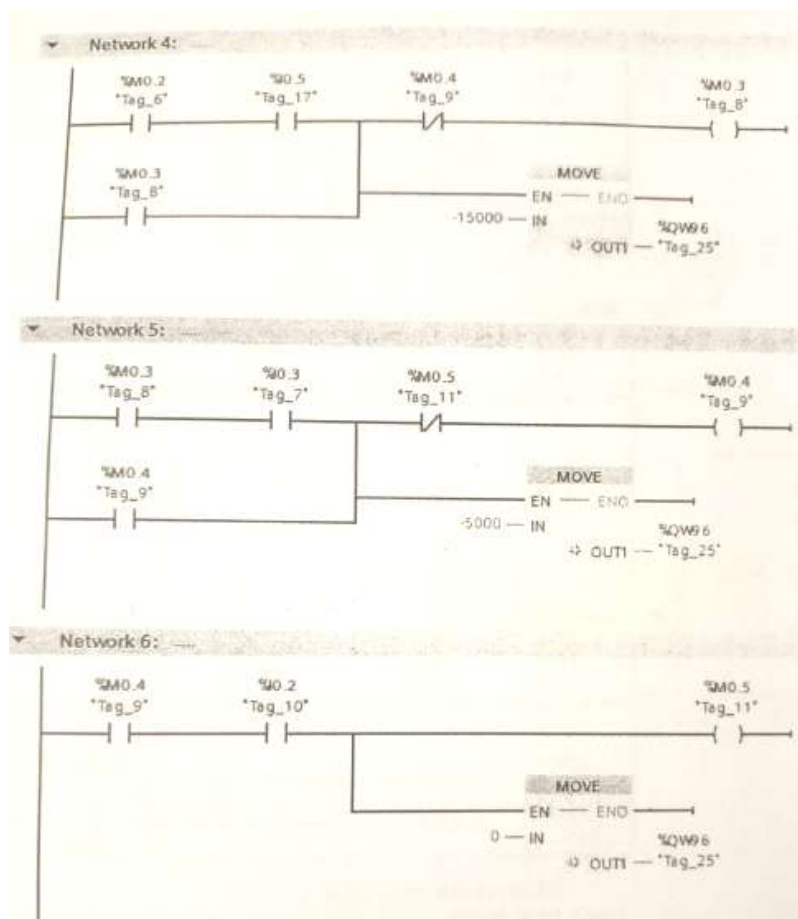 Network 4:
%M0.2 %I0.5 %M0.4 %M0.3
"Tag_6" "Tag_17" "Tag_9" "Tag_8"
%M0.3 MOVE
"Tag_8" EN ENO
-15000 IN %QW96
OUT1 "Tag_25"
Network 5: ......
%M0.3 %I0.3 %M0.5 %M0.4
"Tag_8" "Tag_7" "Tag_11" "Tag_9"
%M0.4 MOVE
"Tag_9" EN ENO
-5000 IN %QW96
OUT1 "Tag_25"
Network 6: ......
%M0.4 %I0.2 %M0.5
"Tag_9" "Tag_10" "Tag_11"
MOVE
EN ENO
0 IN %QW96
OUT1 "Tag_25"